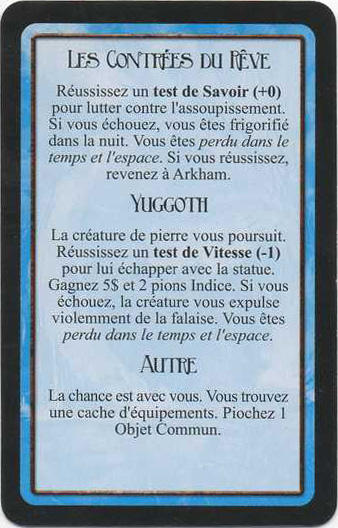 Les Contrées du Rêve
Réussissez un test de Savoir (+0)
pour lutter contre l'assoupissement.
Si vous échouez, vous êtes frigorifié
dans la nuit. Vous êtes perdu dans le
temps et l'espace. Si vous réussissez,
revenez à Arkham.
Yuggoth
La créature de pierre vous poursuit.
Réussissez un test de Vitesse (-1)
pour lui échapper avec la statue.
Gagnez 5$ et 2 pions Indice. Si vous
échouez, la créature vous expulse
violemment de la falaise. Vous êtes
perdu dans le temps et l'espace.
Autre
La chance est avec vous. Vous trouvez
une cache d'équipements. Piochez 1
Objet Commun.